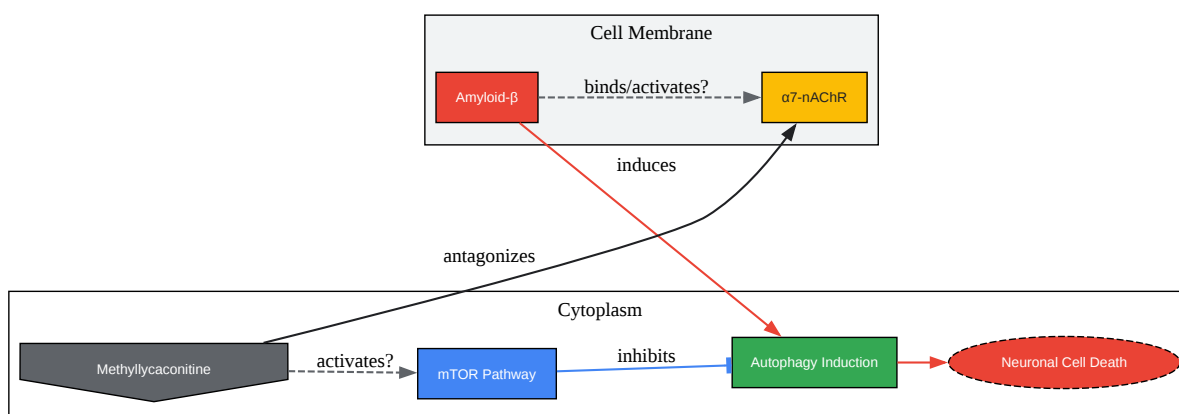 Cell Membrane
Amyloid-β
binds/activates?
α7-nAChR
induces
antagonizes
Cytoplasm
Methyllycaconitine
activates?
mTOR Pathway
inhibits
Autophagy Induction
Neuronal Cell Death